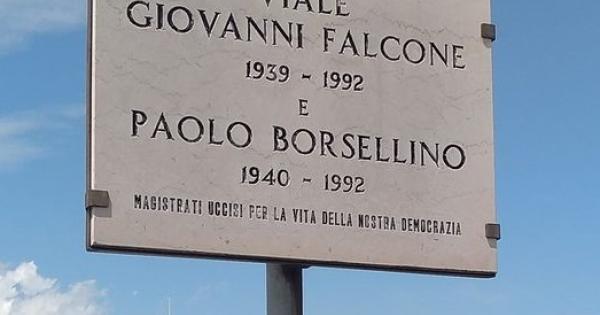 VIALE
GIOVANNI FALCONE
1939 - 1992
E
PAOLO BORSELLINO
1940 - 1992
MAGISTRATI UCCISI PER LA VITA DELLA NOSTRA DEMOCRAZIA